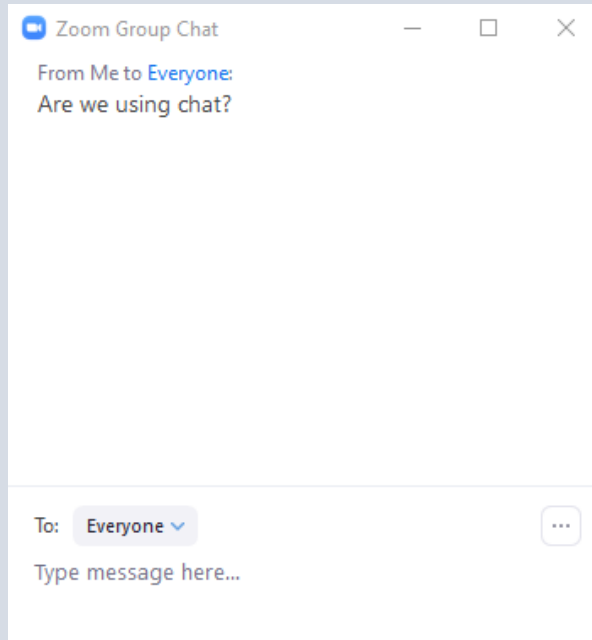 Zoom Group Chat
From Me to Everyone:
Are we using chat?
To: Everyone
Type message here...